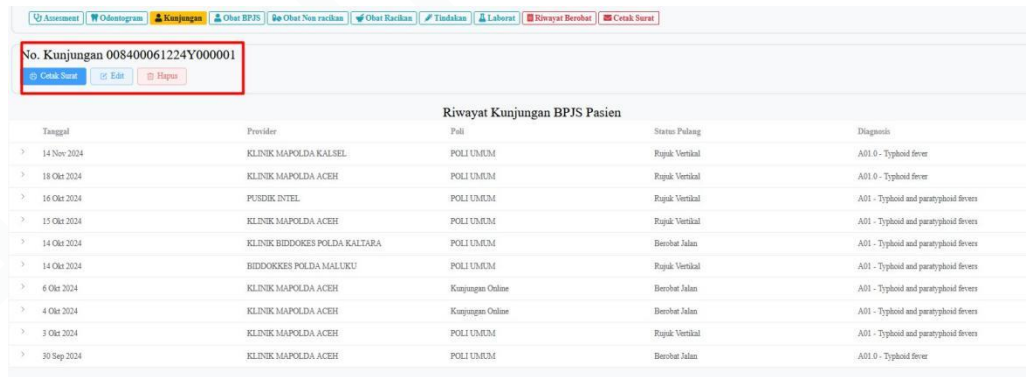 Assesment Odontogram Kunjungan Obat BPJS Obat Non racikan Obat Racikan Tindakan Laborat Riwayat Berobat Cetak Surat
No. Kunjungan 008400061224Y000001
Cetak Surat Edit Hapus
Riwayat Kunjungan BPJS Pasien
Tanggal Provider Poli Status Pulang Diagnosis
14 Nov 2024 KLINIK MAPOLDA KALSEL POLI UMUM Rujuk Vertikal A01.0 - Typhoid fever
18 Okt 2024 KLINIK MAPOLDA ACEH POLI UMUM Rujuk Vertikal A01.0 - Typhoid fever
16 Okt 2024 PUSDIK INTEL POLI UMUM Rujuk Vertikal A01 - Typhoid and paratyphoid fevers
15 Okt 2024 KLINIK MAPOLDA ACEH POLI UMUM Rujuk Vertikal A01 - Typhoid and paratyphoid fevers
14 Okt 2024 KLINIK BIDDOKES POLDA KALTARA POLI UMUM Berobat Jalan A01 - Typhoid and paratyphoid fevers
14 Okt 2024 BIDDOKKES POLDA MALUKU POLI UMUM Rujuk Vertikal A01 - Typhoid and paratyphoid fevers
6 Okt 2024 KLINIK MAPOLDA ACEH Kunjungan Online Berobat Jalan A01 - Typhoid and paratyphoid fevers
4 Okt 2024 KLINIK MAPOLDA ACEH Kunjungan Online Berobat Jalan A01 - Typhoid and paratyphoid fevers
3 Okt 2024 KLINIK MAPOLDA ACEH POLI UMUM Rujuk Vertikal A01 - Typhoid and paratyphoid fevers
30 Sep 2024 KLINIK MAPOLDA ACEH POLI UMUM Berobat Jalan A01.0 - Typhoid fever